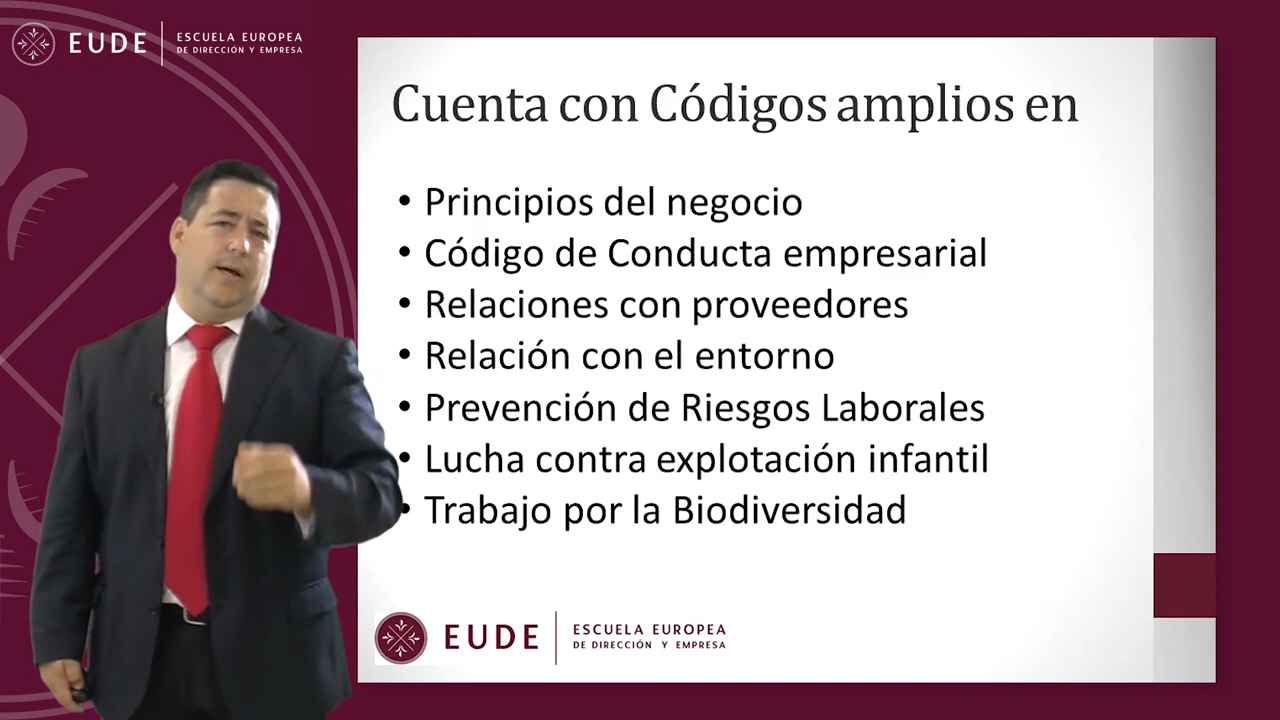 EUDE
ESCUELA EUROPEA
DE DIRECCIÓN Y EMPRESA
Cuenta con Códigos amplios en
• Principios del negocio
• Código de Conducta empresarial
• Relaciones con proveedores
• Relación con el entorno
• Prevención de Riesgos Laborales
• Lucha contra explotación infantil
• Trabajo por la Biodiversidad
EUDE
ESCUELA EUROPEA
DE DIRECCIÓN Y EMPRESA